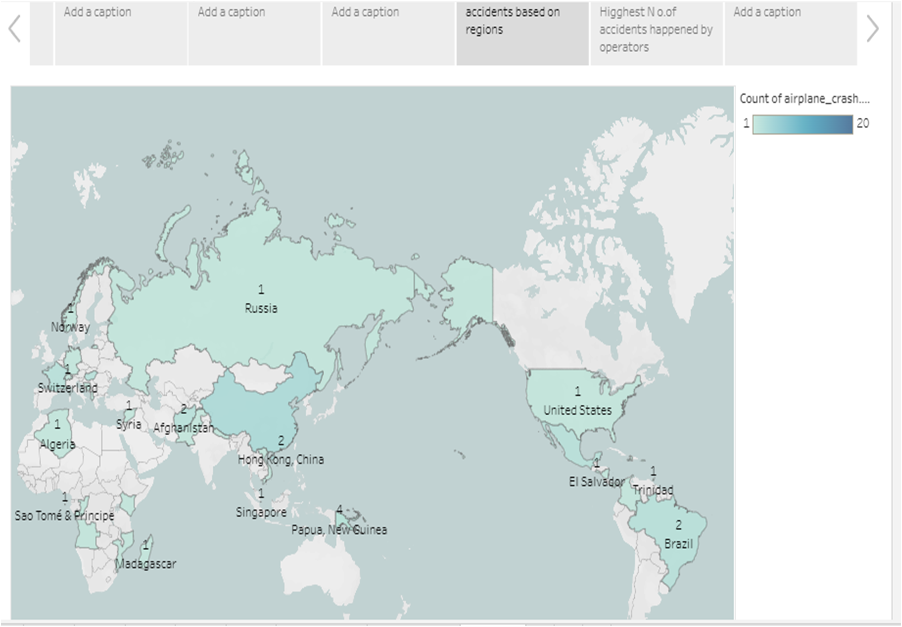 Add a caption
Add a caption
Add a caption
accidents based on
regions
Higghest N o.of
accidents happened by
operators
Add a caption
Count of airplane_crash....
1
20
1
Russia
1
Norway
1
Switzerland
1
Syria
2
Afghanistan
1
Algeria
2
Hong Kong, China
1
United States
1
El Salvador
1
Trinidad
1
Singapore
4
Papua, New Guinea
1
Sao Tomé & Principe
1
Madagascar
2
Brazil